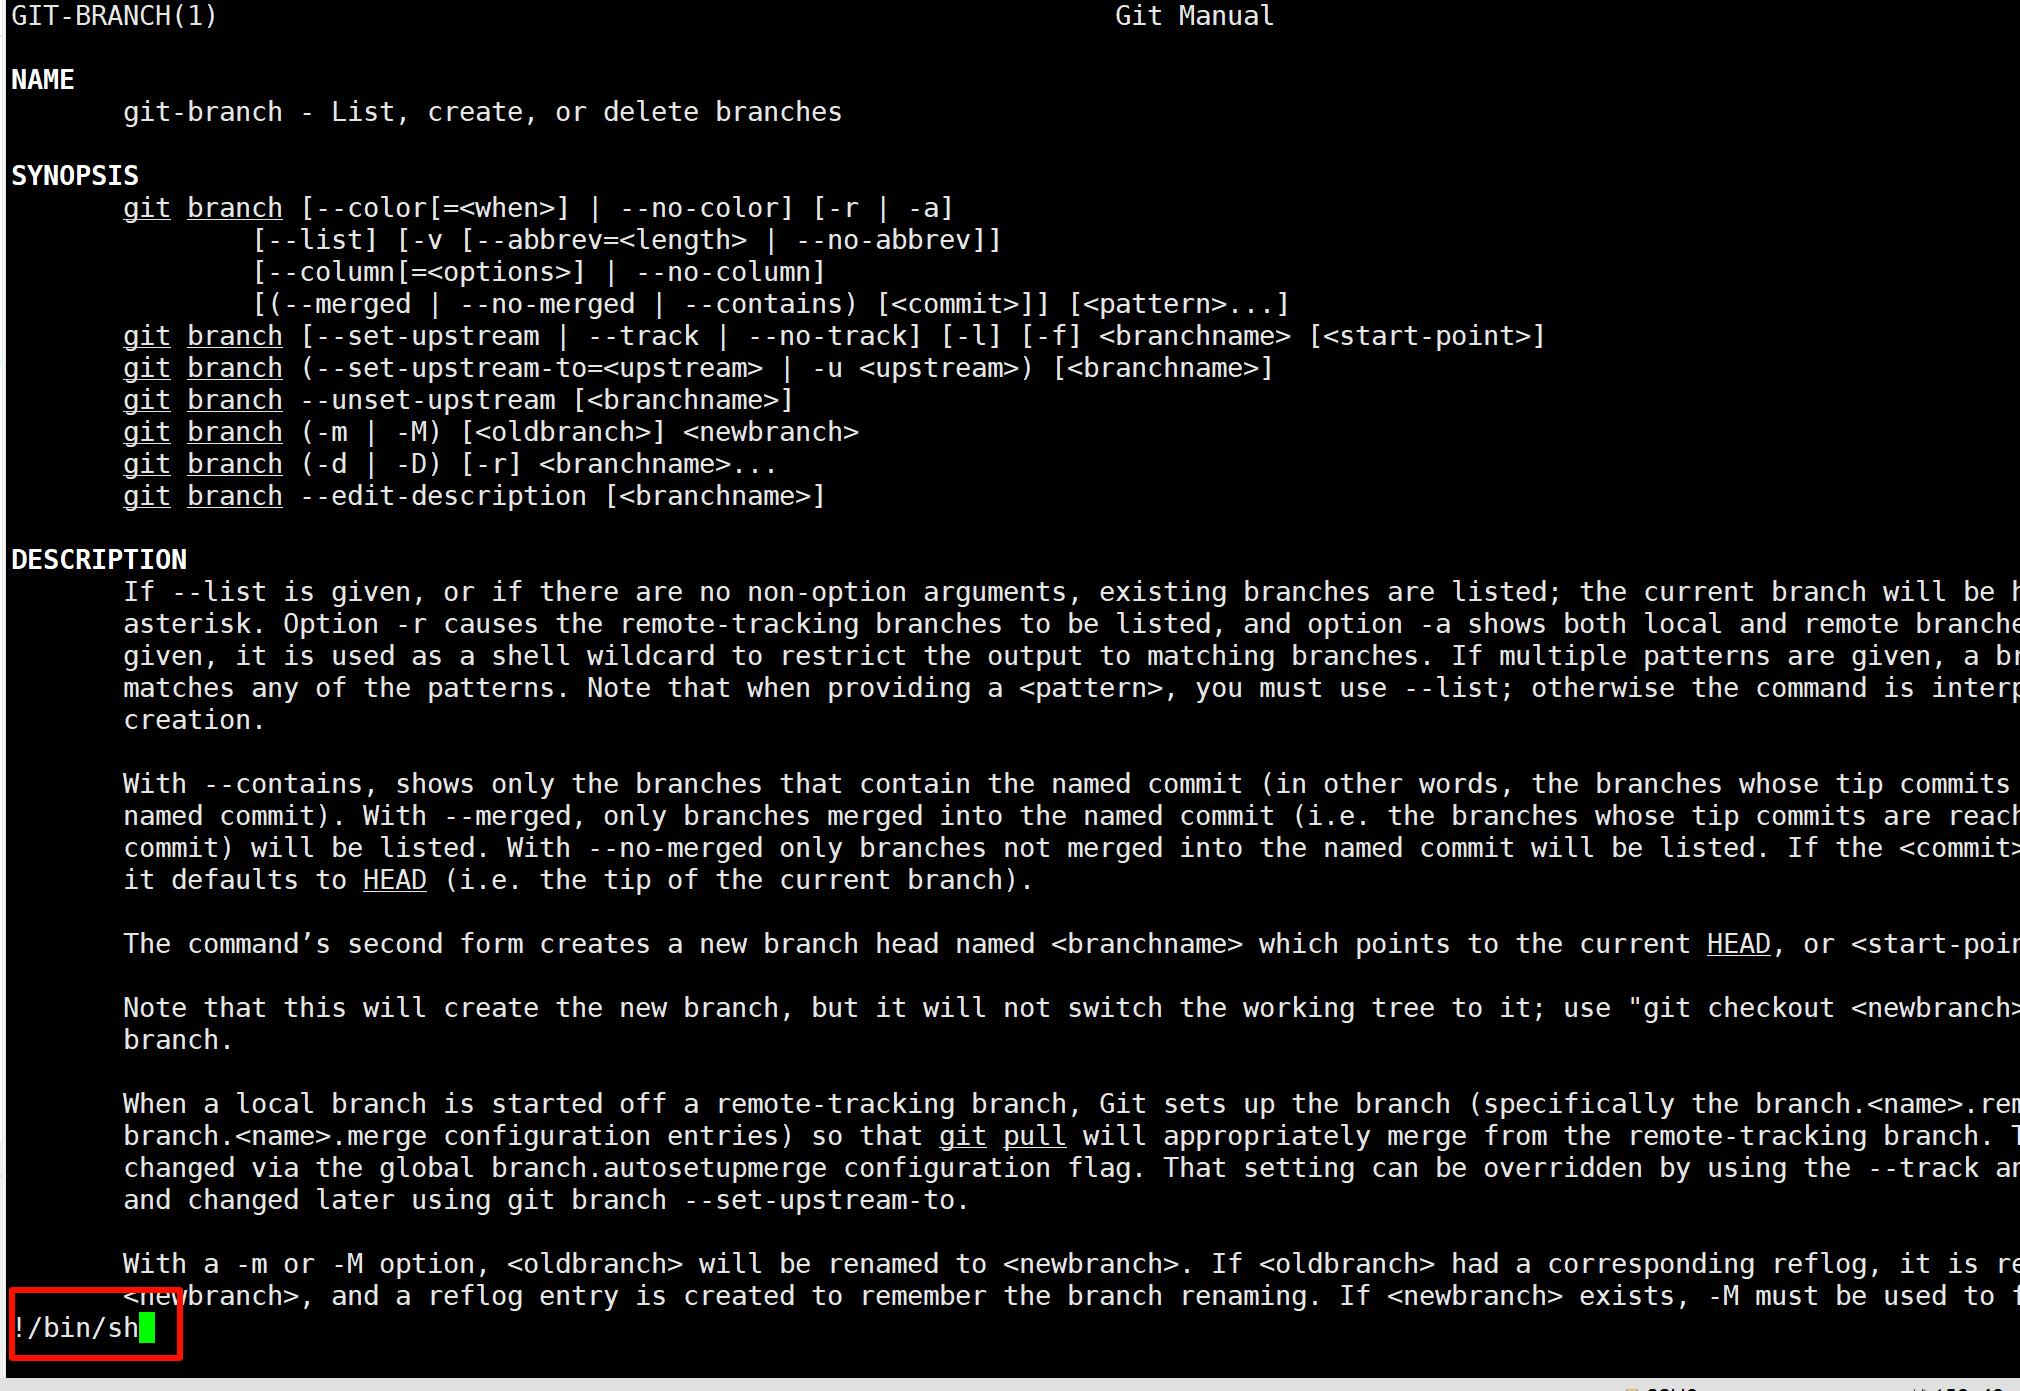 GIT-BRANCH(1) Git Manual
NAME
git-branch - List, create, or delete branches
SYNOPSIS
git branch [--color[=<when>] | --no-color] [-r | -a]
[--list] [-v [--abbrev=<length> | --no-abbrev]]
[--column[=<options>] | --no-column]
[(--merged | --no-merged | --contains) [<commit>]] [<pattern>...]
git branch [--set-upstream | --track | --no-track] [-l] [-f] <branchname> [<start-point>]
git branch (--set-upstream-to=<upstream> | -u <upstream>) [<branchname>]
git branch --unset-upstream [<branchname>]
git branch (-m | -M) [<oldbranch>] <newbranch>
git branch (-d | -D) [-r] <branchname>...
git branch --edit-description [<branchname>]
DESCRIPTION
If --list is given, or if there are no non-option arguments, existing branches are listed; the current branch will be
asterisk. Option -r causes the remote-tracking branches to be listed, and option -a shows both local and remote branche
given, it is used as a shell wildcard to restrict the output to matching branches. If multiple patterns are given, a br
matches any of the patterns. Note that when providing a <pattern>, you must use --list; otherwise the command is interp
creation.
With --contains, shows only the branches that contain the named commit (in other words, the branches whose tip commits
named commit). With --merged, only branches merged into the named commit (i.e. the branches whose tip commits are reach
commit) will be listed. With --no-merged only branches not merged into the named commit will be listed. If the <commit>
it defaults to HEAD (i.e. the tip of the current branch).
The command’s second form creates a new branch head named <branchname> which points to the current HEAD, or <start-poin
Note that this will create the new branch, but it will not switch the working tree to it; use "git checkout <newbranch>
branch.
When a local branch is started off a remote-tracking branch, Git sets up the branch (specifically the branch.<name>.rem
branch.<name>.merge configuration entries) so that git pull will appropriately merge from the remote-tracking branch. T
changed via the global branch.autosetupmerge configuration flag. That setting can be overridden by using the --track an
and changed later using git branch --set-upstream-to.
With a -m or -M option, <oldbranch> will be renamed to <newbranch>. If <oldbranch> had a corresponding reflog, it is re
<newbranch>, and a reflog entry is created to remember the branch renaming. If <newbranch> exists, -M must be used to f
!/bin/sh